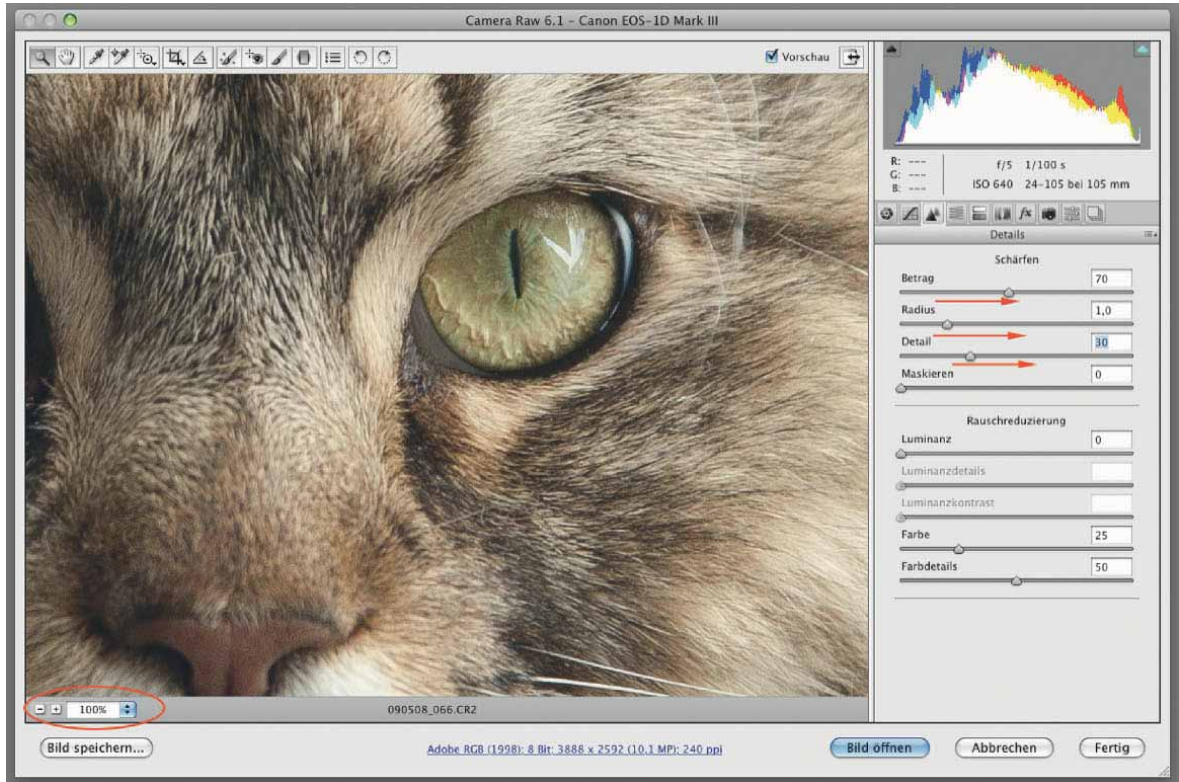 Camera Raw 6.1 – Canon EOS-1D Mark III
Vorschau
R: ---
G: ---
B: ---
f/5 1/100 s
ISO 640 24-105 bei 105 mm
fx
Details
Schärfen
Betrag 70
Radius 1,0
Detail 30
Maskieren 0
Rauschreduzierung
Luminanz 0
Luminanzdetails
Luminanzkontrast
Farbe 25
Farbdetails 50
100%
090508_066.CR2
Bild speichern...
Adobe RGB (1998); 8 Bit; 3888 x 2592 (10,1 MP); 240 ppi
Bild öffnen
Abbrechen
Fertig